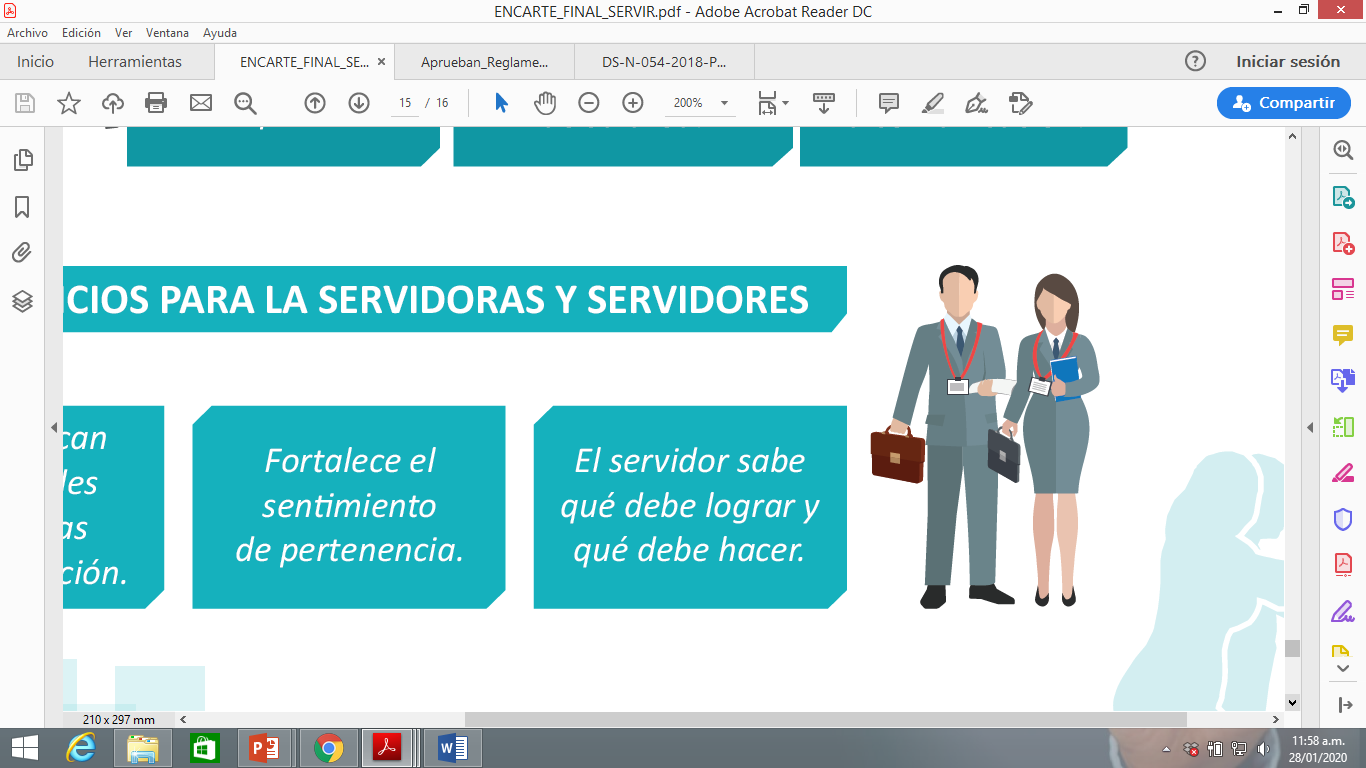 ENCARTE_FINAL_SERVIR.pdf - Adobe Acrobat Reader DC
Archivo Edición Ver Ventana Ayuda
Inicio Herramientas ENCARTE_FINAL_SE... Aprueban_Reglame... DS-N-054-2018-P... Iniciar sesión
15 / 16 200% Compartir
ICIOS PARA LA SERVIDORAS Y SERVIDORES
can
les
as
ción.
Fortalece el
sentimiento
de pertenencia.
El servidor sabe
qué debe lograr y
qué debe hacer.
210 x 297 mm
11:58 a.m.
28/01/2020